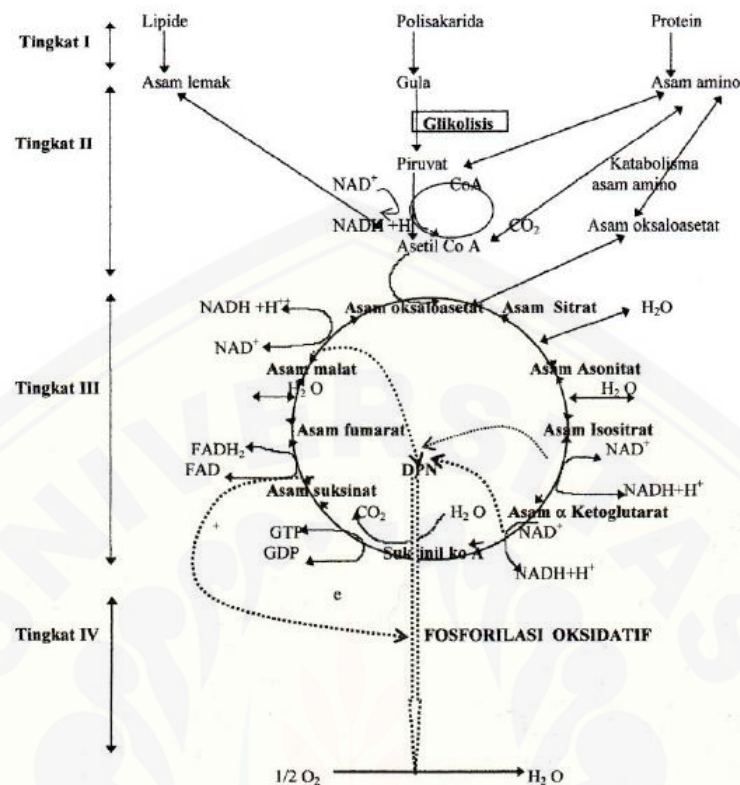 Lipide Polisakarida Protein
Tingkat I
Asam lemak Gula Asam amino
Glikolisis
Tingkat II
Piruvat Katabolisma
NAD+ CoA asam amino
NADH +H CO2 Asam oksaloasetat
Asetil Co A
NADH +H++ Asam oksaloasetat Asam Sitrat H2O
NAD+
Asam malat Asam Asonitat
Tingkat III
H2O H2O
Asam fumarat Asam Isositrat
FADH2 NAD+
FAD DPN
Asam suksinat NADH+H+
CO2 H2O Asam α Ketoglutarat
+ GTP NAD+
GDP Suk inil ko A
NADH+H+
e
Tingkat IV FOSFORILASI OKSIDATIF
1/2 O2 H2O